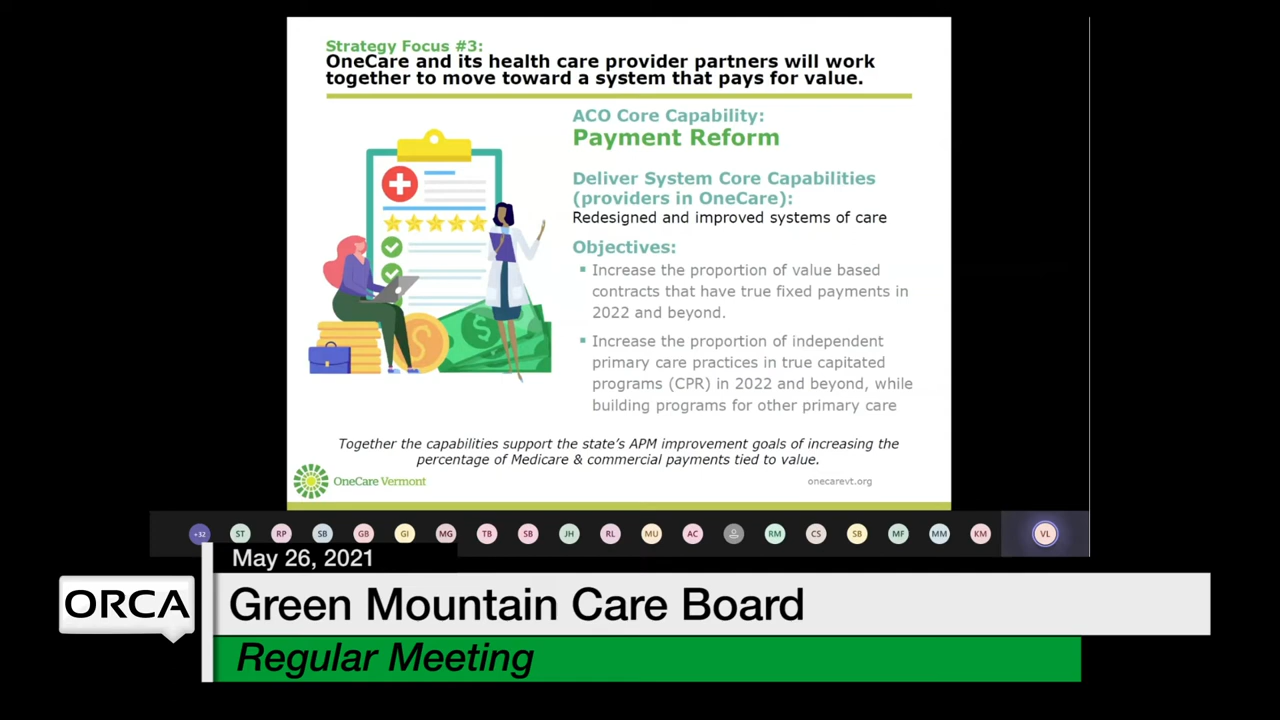 Strategy Focus #3:
OneCare and its health care provider partners will work
together to move toward a system that pays for value.
ACO Core Capability:
Payment Reform
Deliver System Core Capabilities
(providers in OneCare):
Redesigned and improved systems of care
Objectives:
▪ Increase the proportion of value based
contracts that have true fixed payments in
2022 and beyond.
▪ Increase the proportion of independent
primary care practices in true capitated
programs (CPR) in 2022 and beyond, while
building programs for other primary care
Together the capabilities support the state's APM improvement goals of increasing the
percentage of Medicare & commercial payments tied to value.
OneCare Vermont
onecarevt.org
+32 ST RP SB GB GI MG TB SB JH RL MU AC RM CS SB MF MM KM VL
May 26, 2021
ORCA
Green Mountain Care Board
Regular Meeting